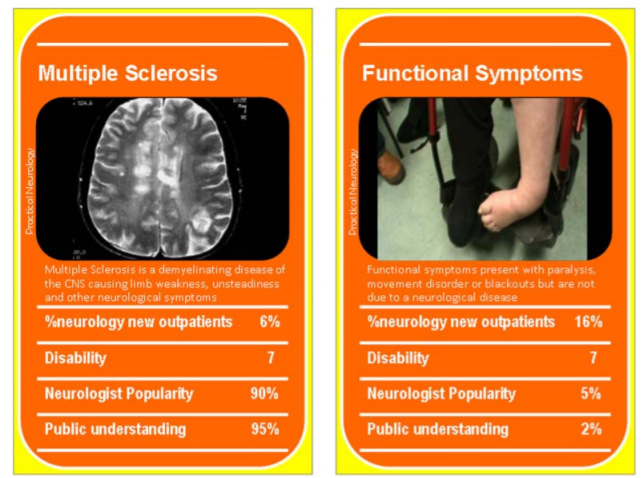 Multiple Sclerosis
Practical Neurology
Multiple Sclerosis is a demyelinating disease of
the CNS causing limb weakness, unsteadiness
and other neurological symptoms
%neurology new outpatients 6%
Disability 7
Neurologist Popularity 90%
Public understanding 95%
Functional Symptoms
Practical Neurology
Functional symptoms present with paralysis,
movement disorder or blackouts but are not
due to a neurological disease
%neurology new outpatients 16%
Disability 7
Neurologist Popularity 5%
Public understanding 2%